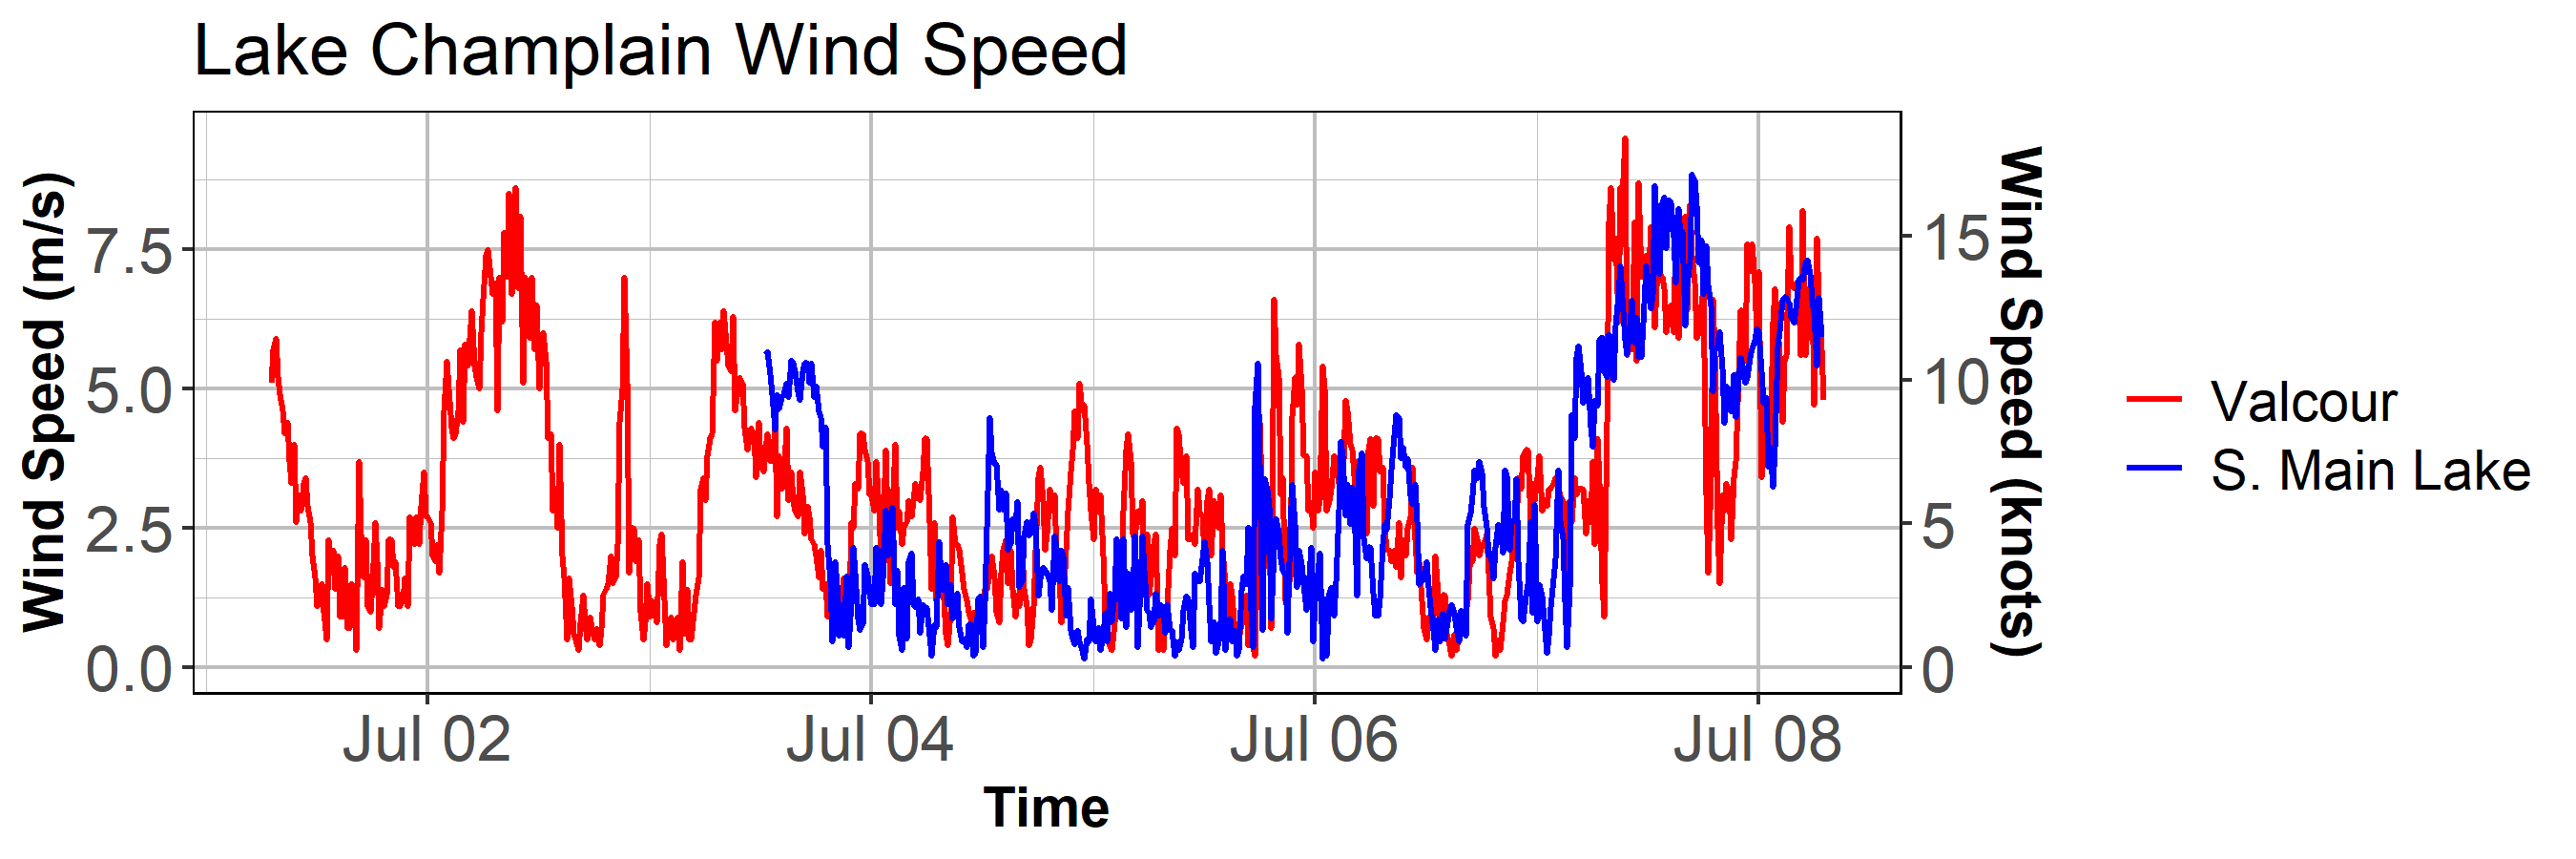 Lake Champlain Wind Speed
Wind Speed (m/s)
7.5
5.0
2.5
0.0
15
10
5
0
Wind Speed (knots)
Jul 02
Jul 04
Jul 06
Jul 08
Time
Valcour
S. Main Lake